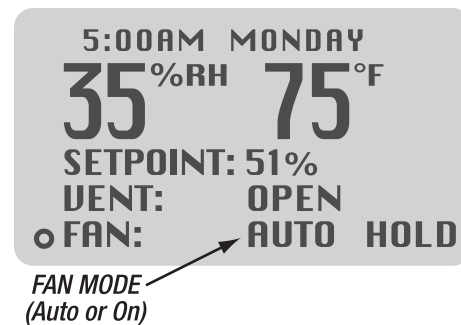 5:00AM MONDAY
35%RH 75°F
SETPOINT: 51%
VENT: OPEN
FAN: AUTO HOLD
FAN MODE
(Auto or On)